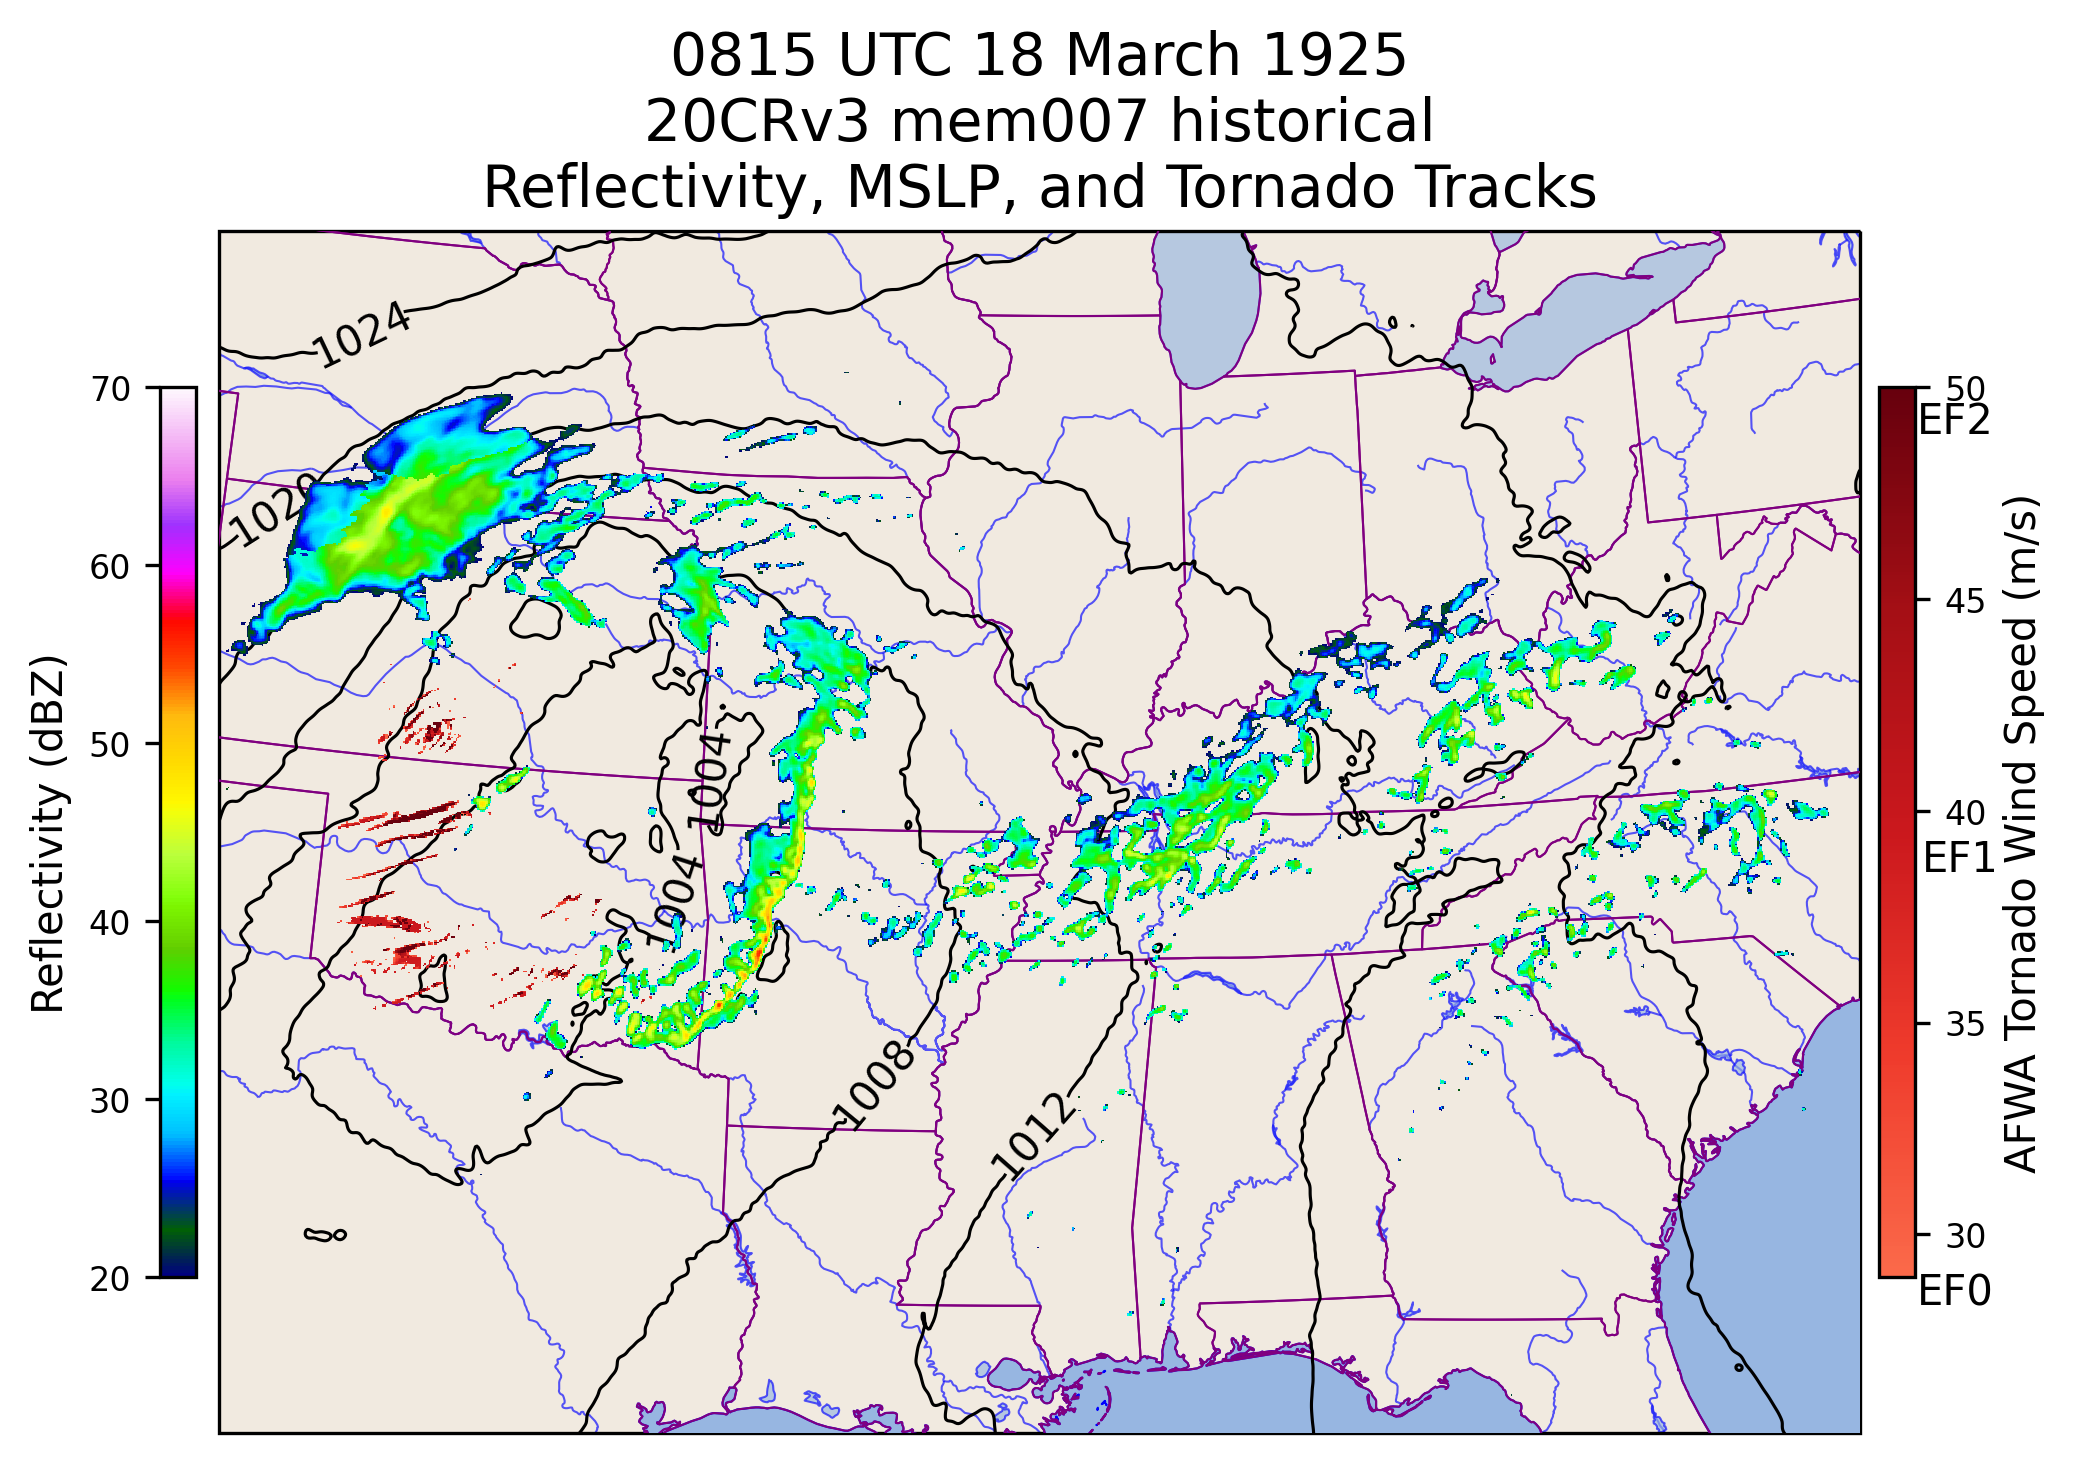 0815 UTC 18 March 1925
20CRv3 mem007 historical
Reflectivity, MSLP, and Tornado Tracks
Reflectivity (dBZ)
70
60
50
40
30
20
1024
1020
1004
1004
1008
1012
50
EF2
45
40
EF1
35
30
EF0
AFWA Tornado Wind Speed (m/s)